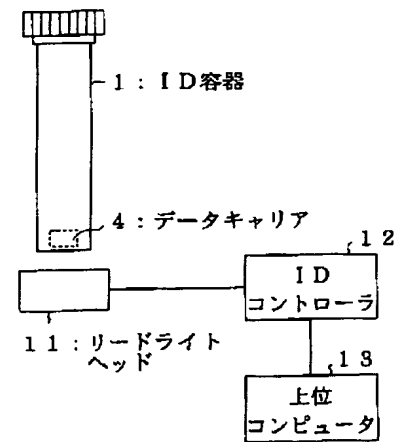 1：ＩＤ容器
4：データキャリア
12
ＩＤ
コントローラ
11：リードライト
ヘッド
13
上位
コンピュータ